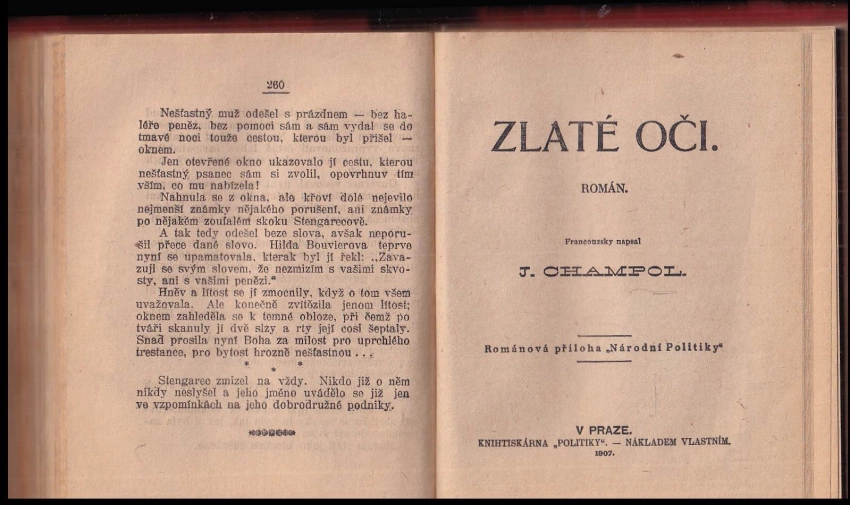 260
Nešťastný muž odešel s prázdnem — bez ha-
léře peněz, bez pomoci sám a sám vydal se do
tmavé noci touže cestou, kterou byl přišel —
oknem.
Jen otevřené okno ukazovalo jí cestu, kterou
nešťastný psanec sám si zvolil, opovrhnuv tím
vším, co mu nabízela!
Nahnula se z okna, ale křoví dole nejevilo
nejmenší známky nějakého porušení, ani známky
po nějakém zoufalém skoku Stengarecově.
A tak tedy odešel beze slova, avšak neporu-
šil přece dané slovo. Hilda Bouvierova teprve
nyní se upamatovala, kterak byl jí řekl: „Zava-
zuji se svým slovem, že nezmizím s vašimi skvo-
sty, ani s vašimi penězi.“
Hněv a lítost se jí zmocnily, když o tom všem
uvažovala. Ale konečně zvítězila jenom lítost;
oknem zahleděla se k temné obloze, při čemž po
tváři skanuly jí dvě slzy a rty její cosi šeptaly.
Snad prosila nyní Boha za milost pro uprchlého
trestance, pro bytost hrozně nešťastnou . . .
* * *
Stengarec zmizel na vždy. Nikdo již o něm
nikdy neslyšel a jeho jméno uvádělo se již jen
ve vzpomínkách na jeho dobrodružné podniky.
ZLATÉ OČI.
ROMÁN.
Francouzsky napsal
J. CHAMPOL.
Románová příloha „Národní Politiky“
V PRAZE.
KNIHTISKÁRNA „POLITIKY“. — NÁKLADEM VLASTNÍM.
1907.